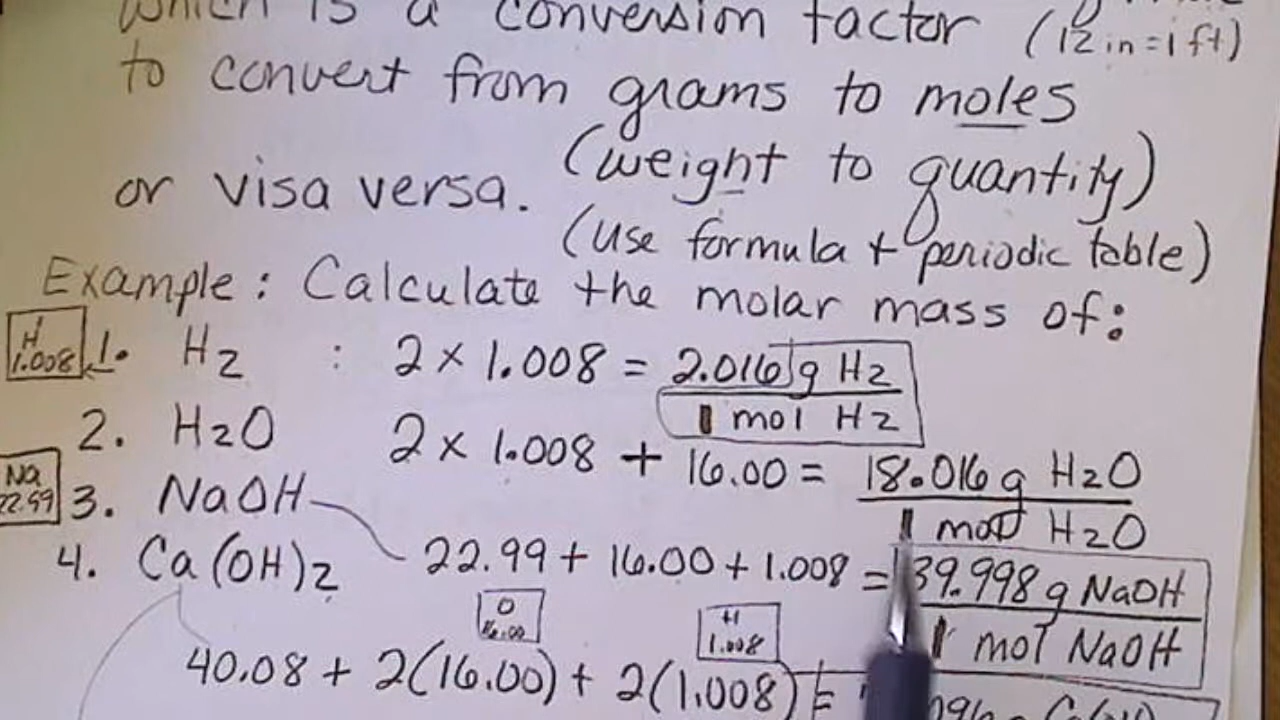 which is a conversion factor (12 in = 1 ft)
to convert from grams to moles
or visa versa. (weight to quantity)
(use formula + periodic table)
Example: Calculate the molar mass of:
H
1.008
1. H2 : 2 x 1.008 = 2.016 g H2
1 mol H2
2. H2O 2 x 1.008 + 16.00 = 18.016 g H2O
1 mol H2O
Na
22.99
3. NaOH 22.99 + 16.00 + 1.008 = 39.998 g NaOH
1 mol NaOH
4. Ca(OH)2
O
16.00
H
1.008
40.08 + 2(16.00) + 2(1.008) =